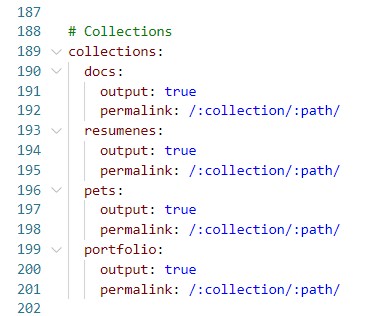 187
188 # Collections
189 collections:
190   docs:
191     output: true
192     permalink: /:collection/:path/
193   resumenes:
194     output: true
195     permalink: /:collection/:path/
196   pets:
197     output: true
198     permalink: /:collection/:path/
199   portfolio:
200     output: true
201     permalink: /:collection/:path/
202